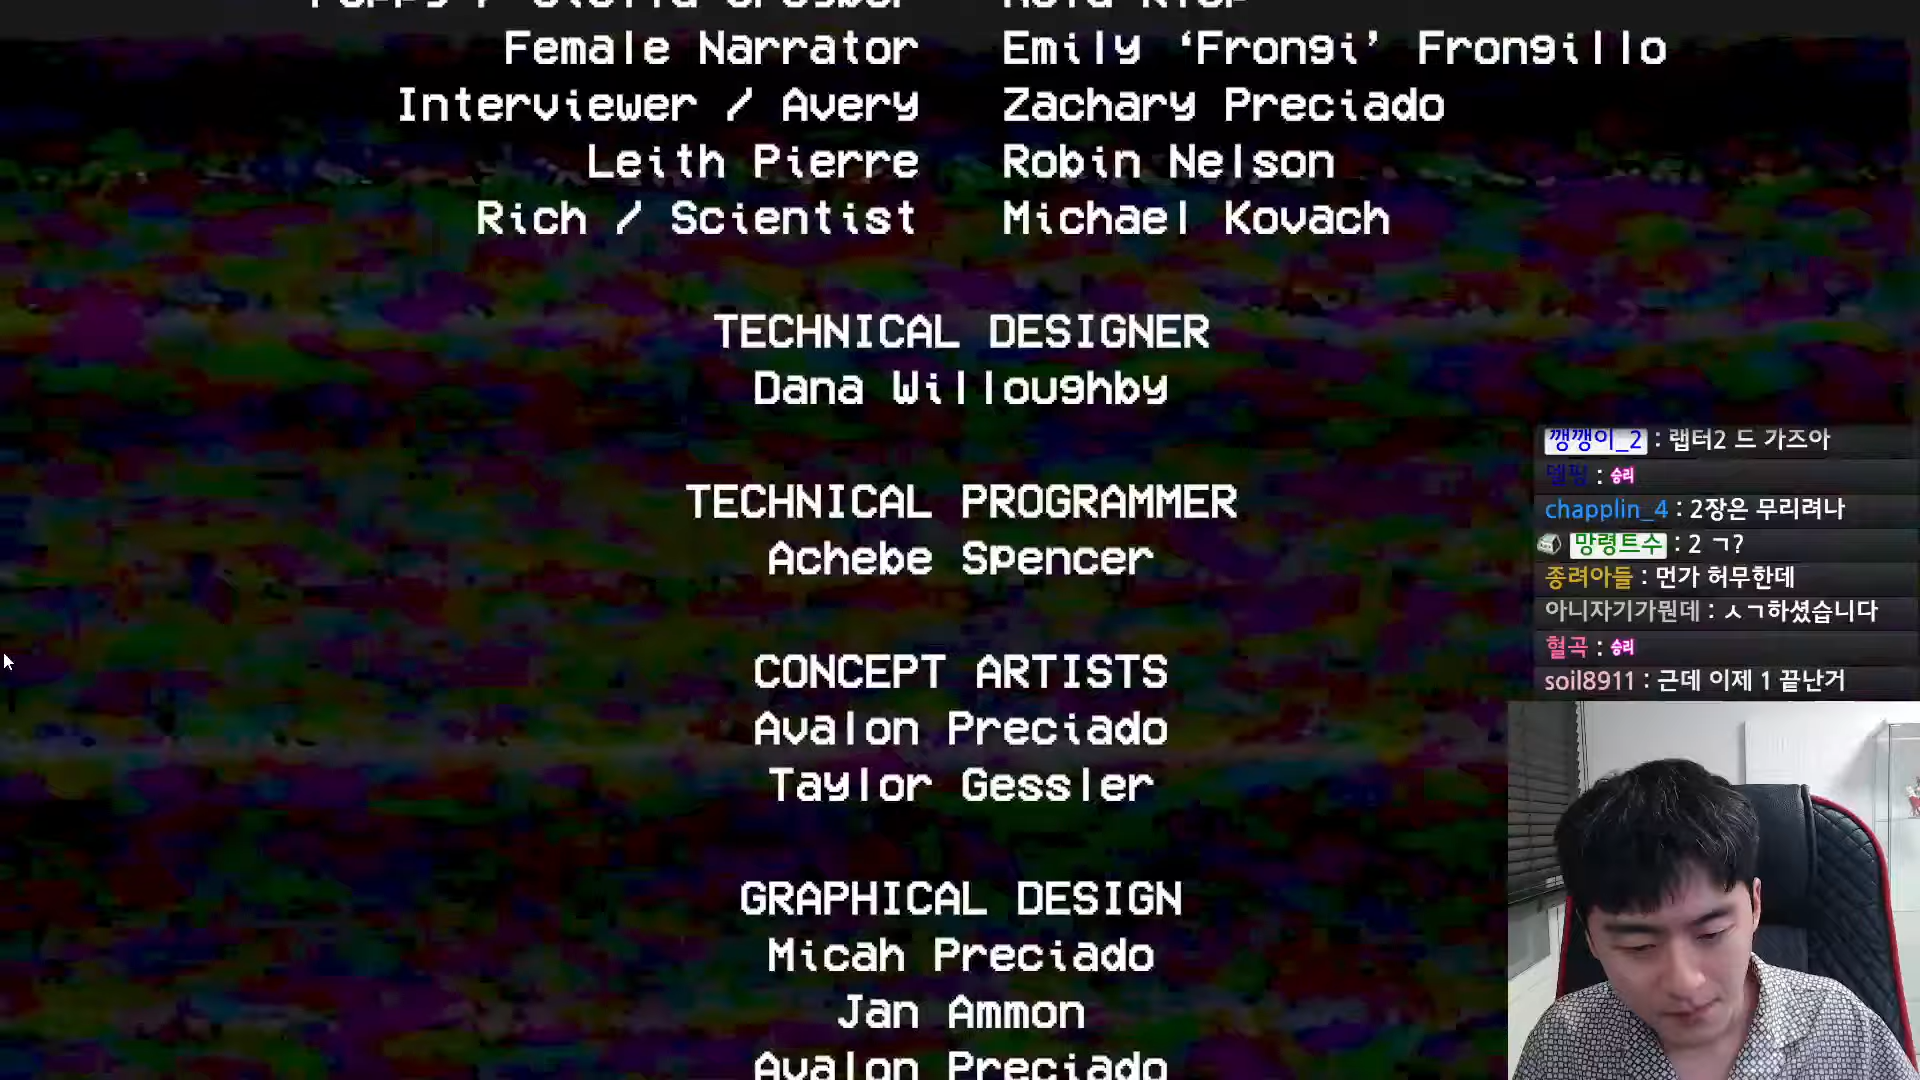 Female Narrator Emily ‘Frongi’ Frongillo
Interviewer / Avery Zachary Preciado
Leith Pierre Robin Nelson
Rich / Scientist Michael Kovach
TECHNICAL DESIGNER
Dana Willoughby
TECHNICAL PROGRAMMER
Achebe Spencer
CONCEPT ARTISTS
Avalon Preciado
Taylor Gessler
GRAPHICAL DESIGN
Micah Preciado
Jan Ammon
Avalon Preciado
깽깽이_2 : 랩터2 드 가즈아
델핑 : 승리
chapplin_4 : 2장은 무리려나
망령트수 : 2 ㄱ?
종려아들 : 먼가 허무한데
아니자기가뭔데 : ㅅㄱ하셨습니다
혈곡 : 승리
soil8911 : 근데 이제 1 끝난거